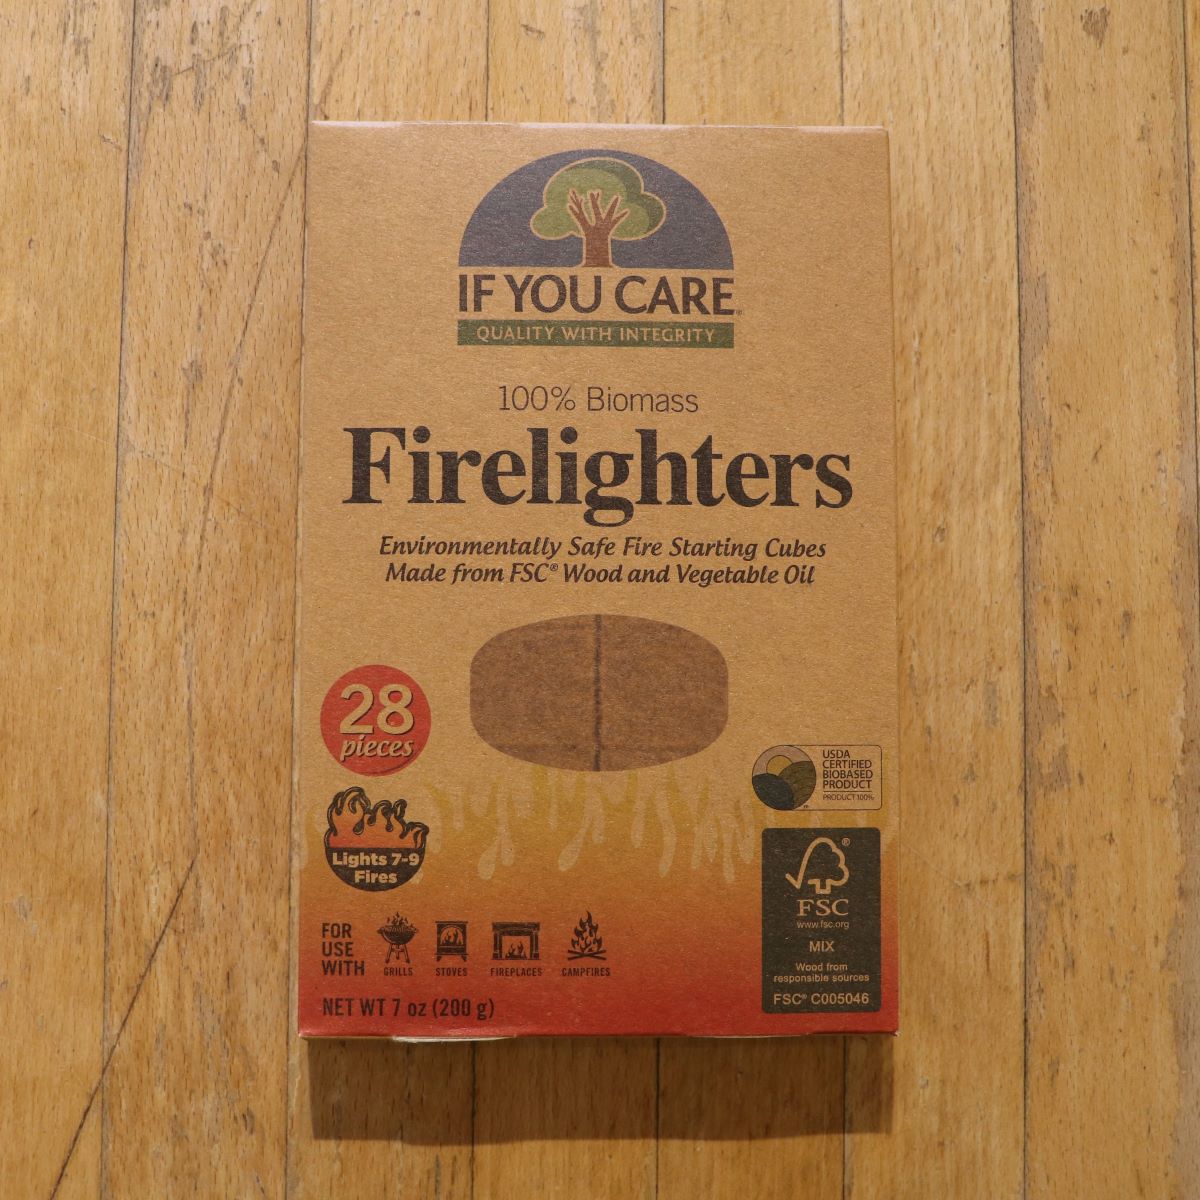 IF YOU CARE®
QUALITY WITH INTEGRITY
100% Biomass
Firelighters
Environmentally Safe Fire Starting Cubes
Made from FSC® Wood and Vegetable Oil
28
pieces
Lights 7-9
Fires
USDA
CERTIFIED
BIOBASED
PRODUCT
PRODUCT 100%
®
FSC
www.fsc.org
MIX
Wood from
responsible sources
FSC® C005046
FOR
USE
WITH
GRILLS
STOVES
FIREPLACES
CAMPFIRES
NET WT 7 oz (200 g)